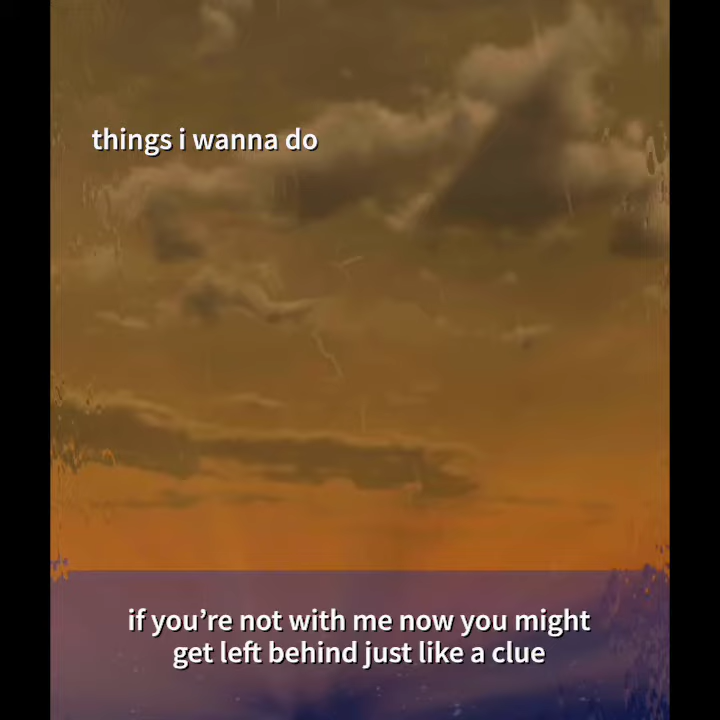 things i wanna do
if you’re not with me now you might
get left behind just like a clue